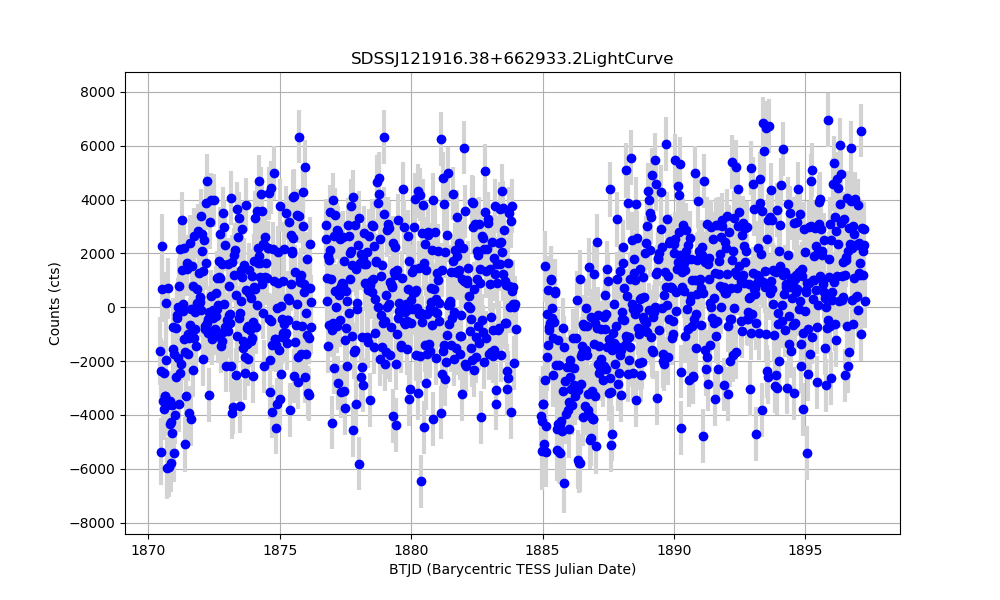 SDSSJ121916.38+662933.2LightCurve
8000
6000
4000
2000
0
−2000
−4000
−6000
−8000
Counts (cts)
1870 1875 1880 1885 1890 1895
BTJD (Barycentric TESS Julian Date)